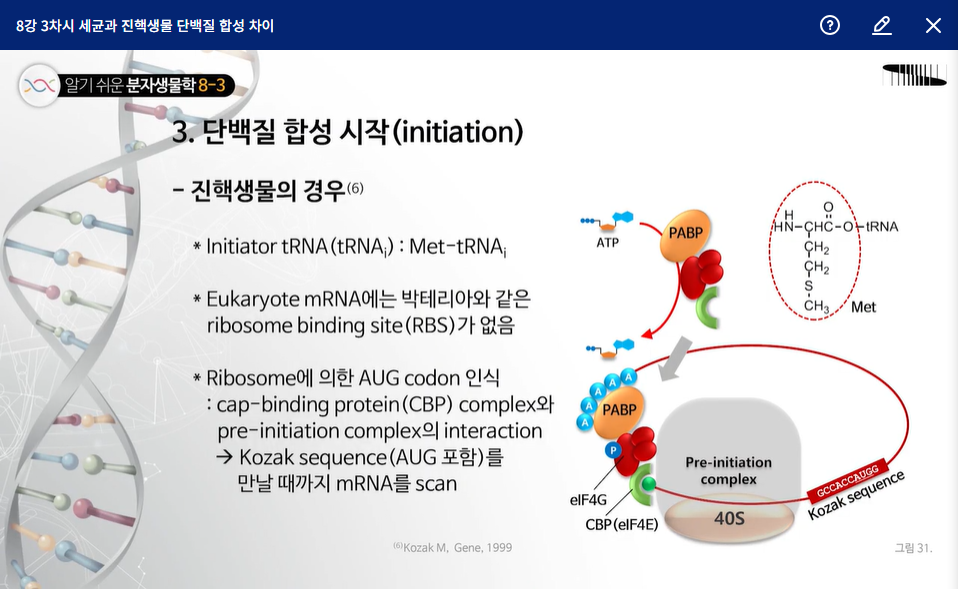 8강 3차시 세균과 진핵생물 단백질 합성 차이
알기 쉬운 분자생물학 8-3
3. 단백질 합성 시작(initiation)
- 진핵생물의 경우(6)
* Initiator tRNA(tRNAi) : Met-tRNAi
* Eukaryote mRNA에는 박테리아와 같은
ribosome binding site(RBS)가 없음
* Ribosome에 의한 AUG codon 인식
: cap-binding protein(CBP) complex와
pre-initiation complex의 interaction
→ Kozak sequence(AUG 포함)를
만날 때까지 mRNA를 scan
ATP
PABP
H
HN-CHC-O-tRNA
O
CH2
CH2
S
CH3
Met
A
A
A
A
A
PABP
P
eIF4G
CBP(eIF4E)
Pre-initiation
complex
40S
GCCACCAUGG
Kozak sequence
(6)Kozak M, Gene, 1999
그림 31.